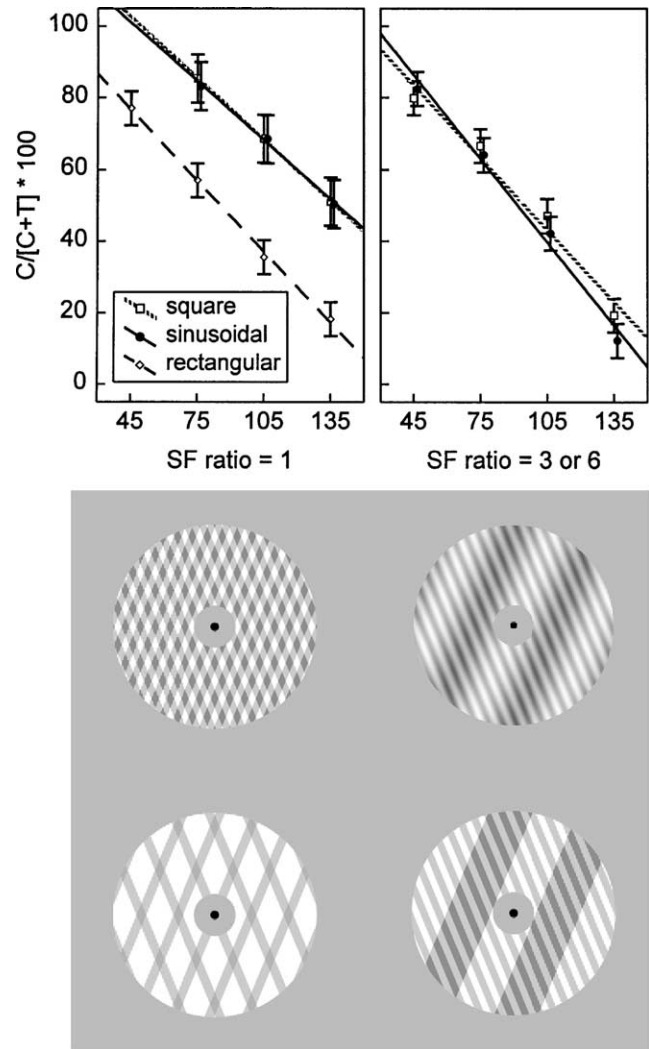 C/[C+T] * 100
100
80
60
40
20
0
square
sinusoidal
rectangular
45 75 105 135
45 75 105 135
SF ratio = 1
SF ratio = 3 or 6